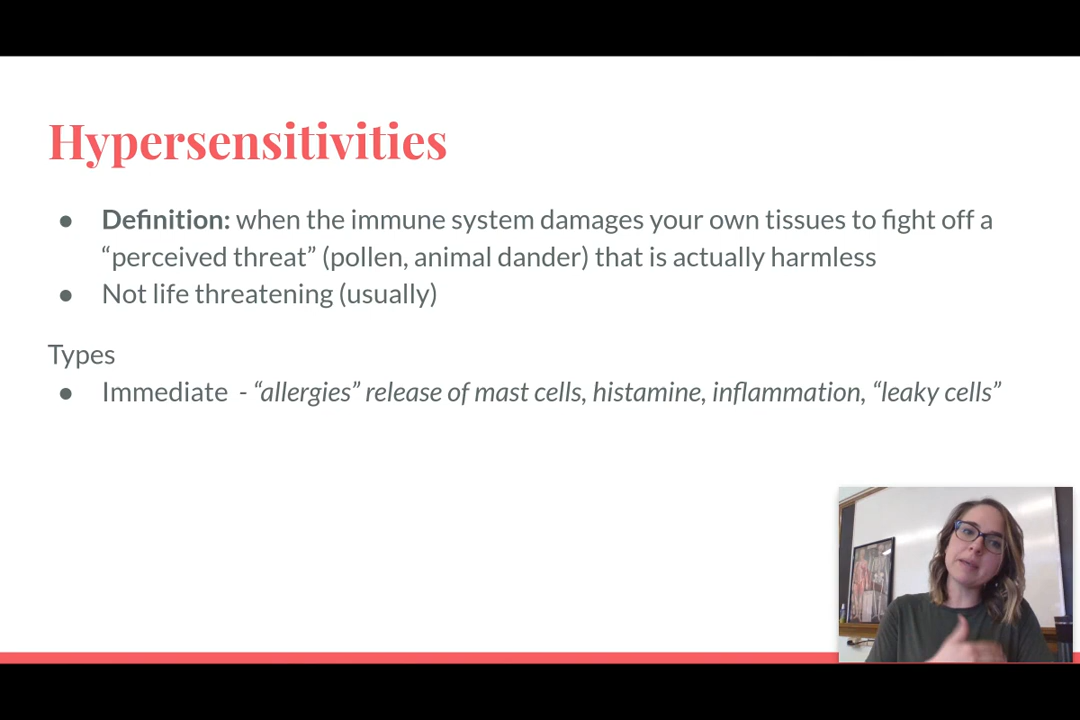 Hypersensitivities
● Definition: when the immune system damages your own tissues to fight off a
“perceived threat” (pollen, animal dander) that is actually harmless
● Not life threatening (usually)
Types
● Immediate - “allergies” release of mast cells, histamine, inflammation, “leaky cells”